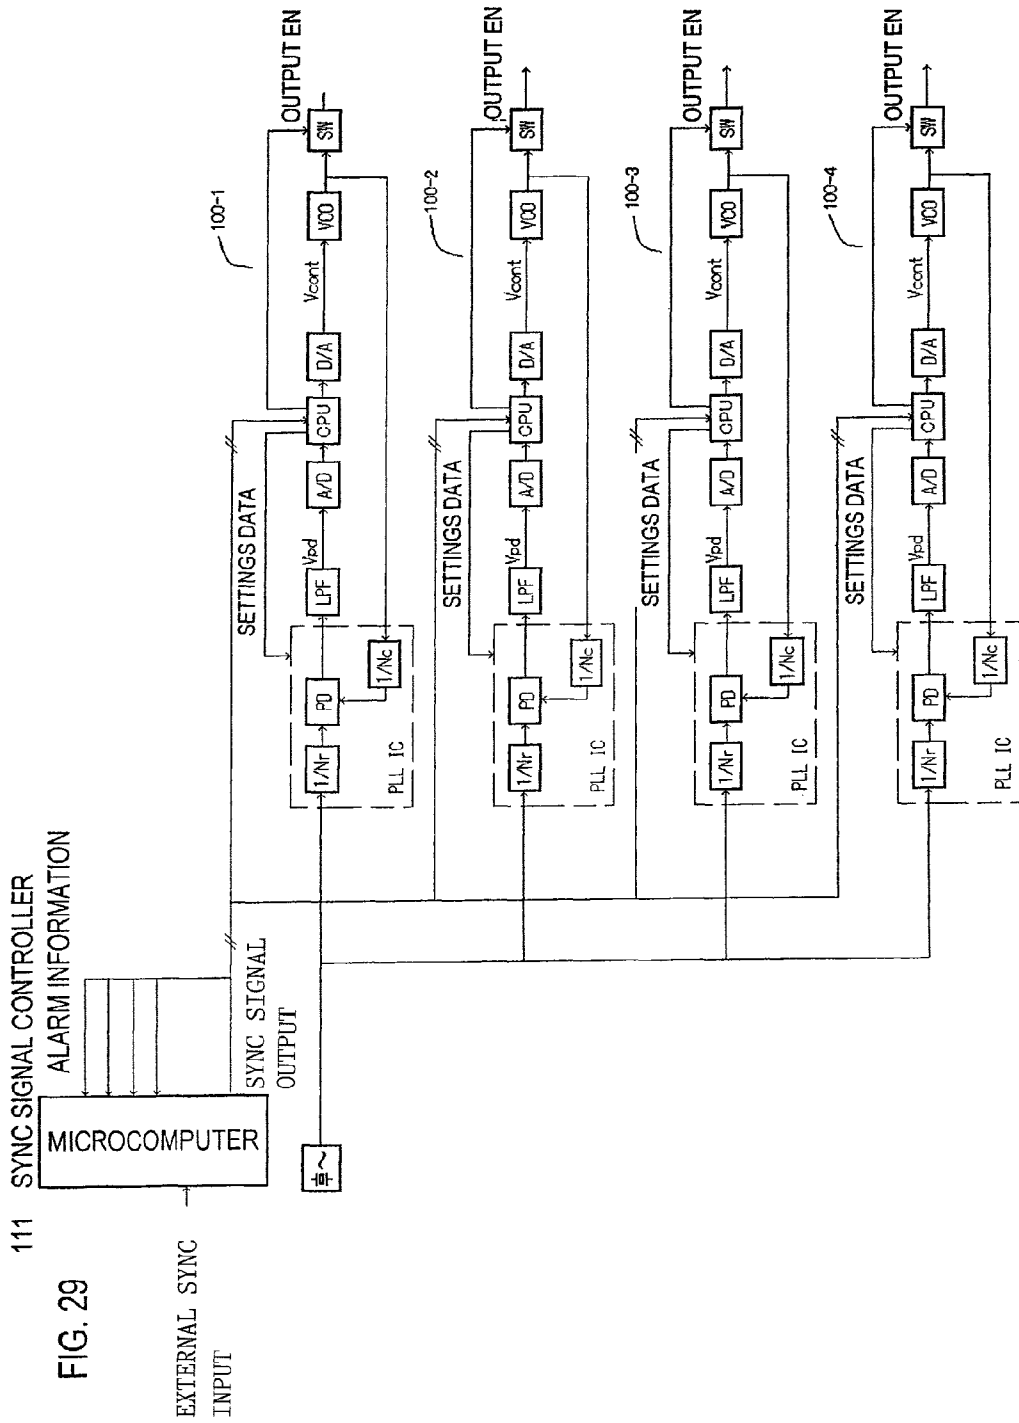 FIG. 29
111 SYNC SIGNAL CONTROLLER
ALARM INFORMATION
MICROCOMPUTER
EXTERNAL SYNC
INPUT
SYNC SIGNAL
OUTPUT
SETTINGS DATA
100-1
OUTPUT EN
1/Nr
PD
1/Nc
PLL IC
LPF
Vpd
A/D
CPU
D/A
Vcont
VCO
SW
SETTINGS DATA
100-2
OUTPUT EN
1/Nr
PD
1/Nc
PLL IC
LPF
Vpd
A/D
CPU
D/A
Vcont
VCO
SW
SETTINGS DATA
100-3
OUTPUT EN
1/Nr
PD
1/Nc
PLL IC
LPF
Vpd
A/D
CPU
D/A
Vcont
VCO
SW
SETTINGS DATA
100-4
OUTPUT EN
1/Nr
PD
1/Nc
PLL IC
LPF
Vpd
A/D
CPU
D/A
Vcont
VCO
SW